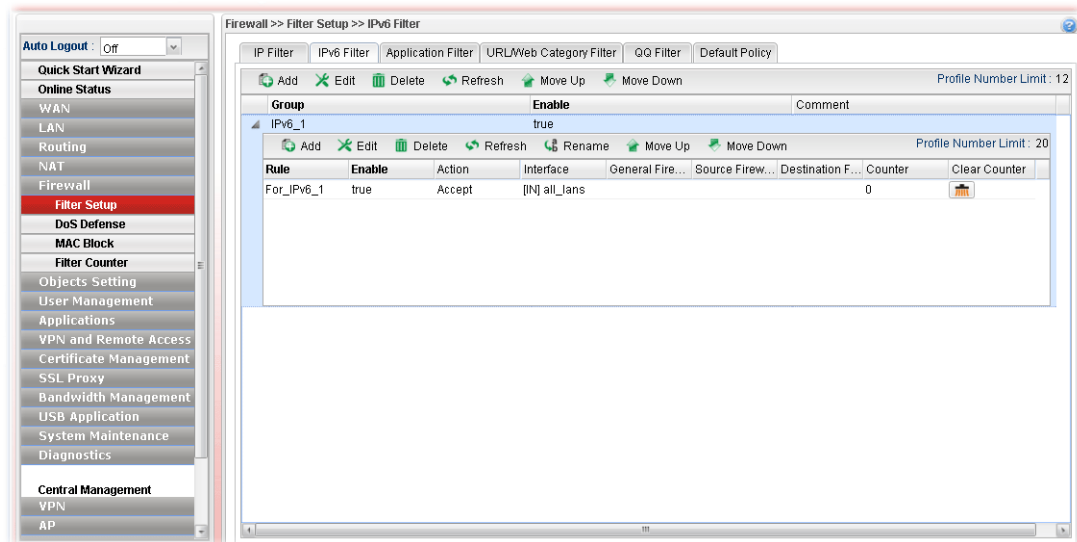 Firewall >> Filter Setup >> IPv6 Filter
Auto Logout : Off
Quick Start Wizard
Online Status
WAN
LAN
Routing
NAT
Firewall
Filter Setup
DoS Defense
MAC Block
Filter Counter
Objects Setting
User Management
Applications
VPN and Remote Access
Certificate Management
SSL Proxy
Bandwidth Management
USB Application
System Maintenance
Diagnostics
Central Management
VPN
AP
IP Filter IPv6 Filter Application Filter URL/Web Category Filter QQ Filter Default Policy
Add Edit Delete Refresh Move Up Move Down Profile Number Limit : 12
Group Enable Comment
IPv6_1 true
Add Edit Delete Refresh Rename Move Up Move Down Profile Number Limit : 20
Rule Enable Action Interface General Fire... Source Firew... Destination F... Counter Clear Counter
For_IPv6_1 true Accept [IN] all_lans 0